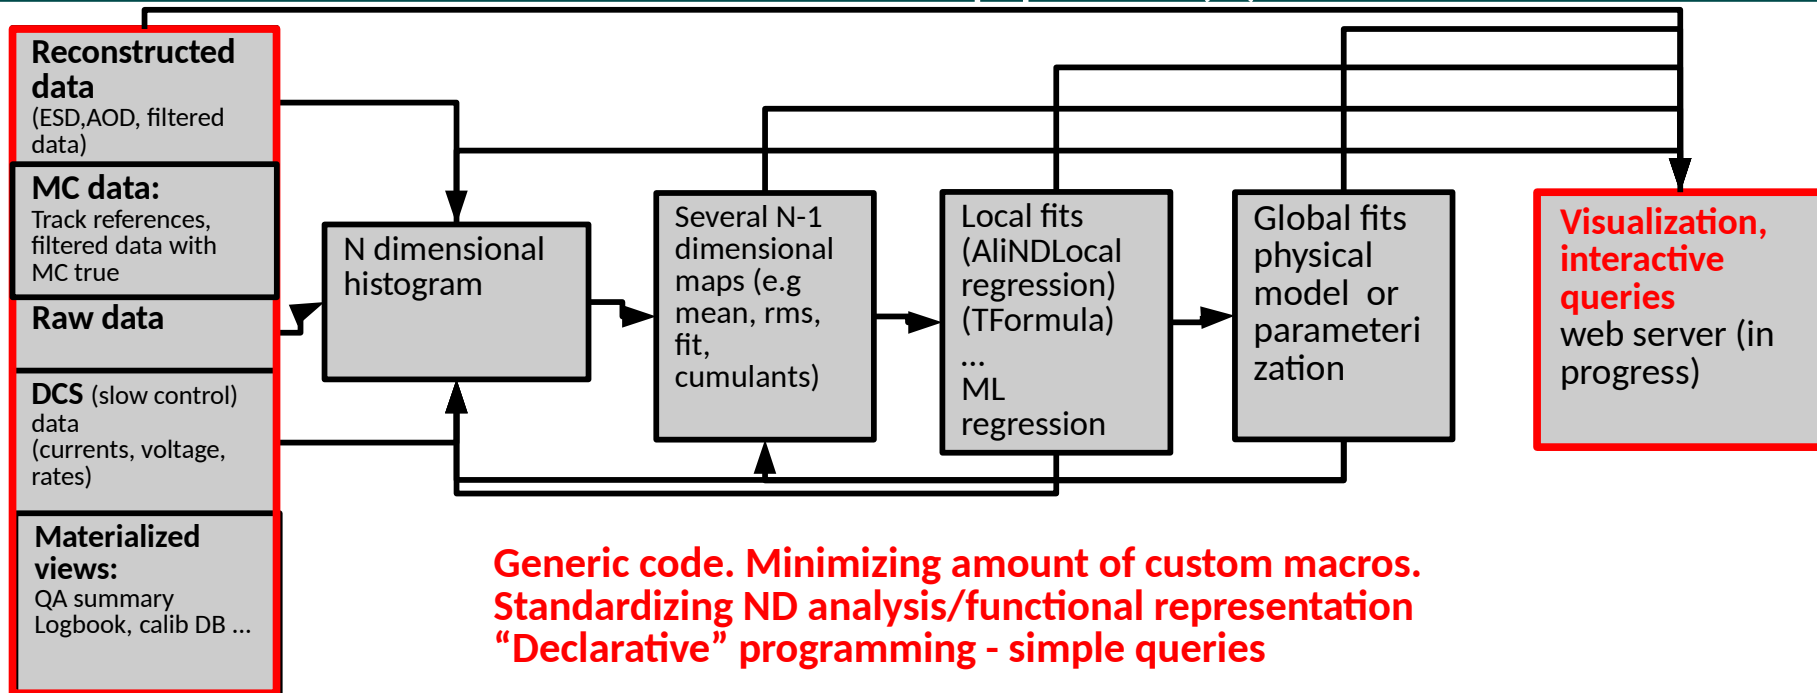 Reconstructed
data
(ESD,AOD, filtered
data)
MC data:
Track references,
filtered data with
MC true
Raw data
DCS (slow control)
data
(currents, voltage,
rates)
Materialized
views:
QA summary
Logbook, calib DB ...
N dimensional
histogram
Several N-1
dimensional
maps (e.g
mean, rms,
fit,
cumulants)
Local fits
(AliNDLocal
regression)
(TFormula)
...
ML
regression
Global fits
physical
model or
parameteri
zation
Visualization,
interactive
queries
web server (in
progress)
Generic code. Minimizing amount of custom macros.
Standardizing ND analysis/functional representation
“Declarative” programming - simple queries